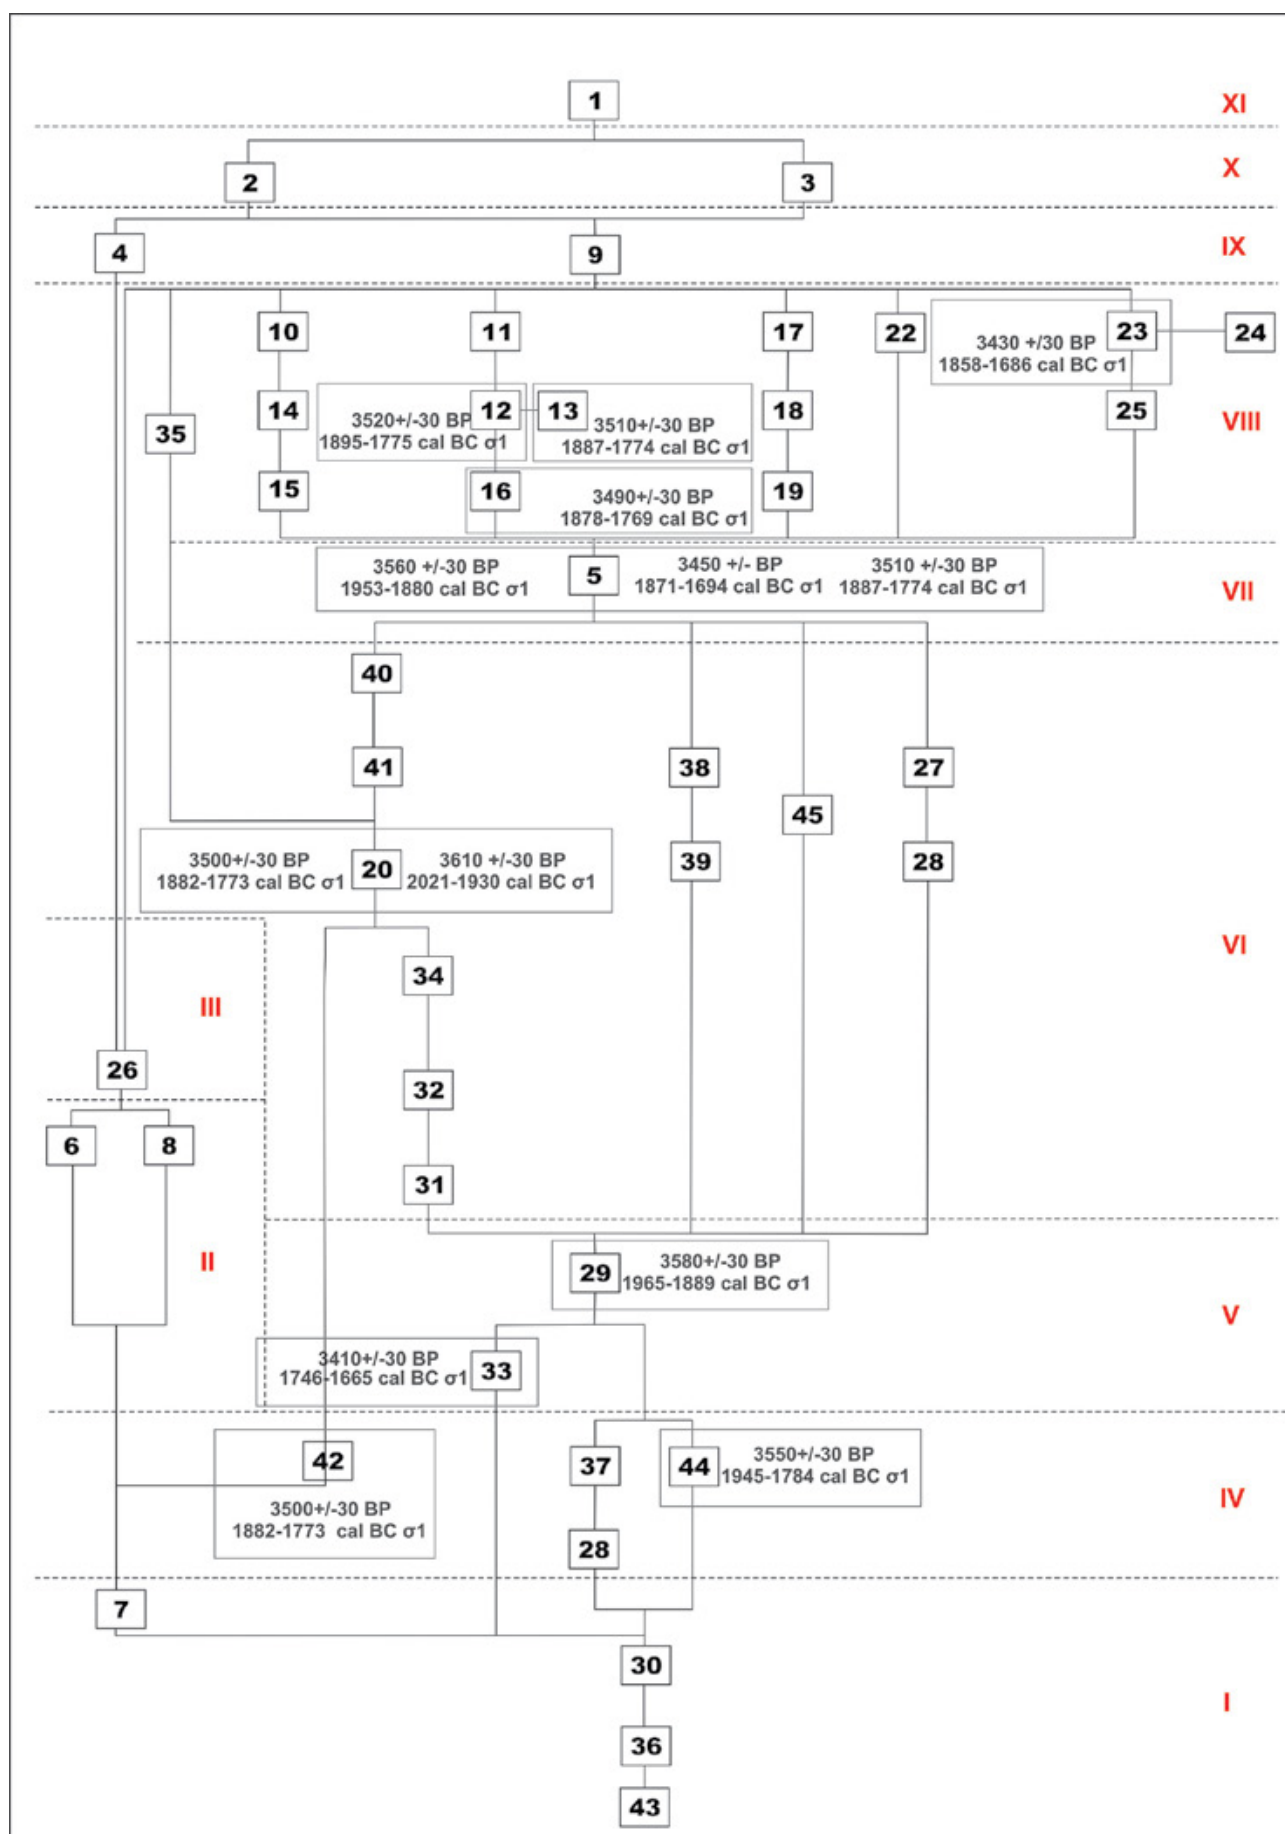 1
XI
2
3
X
4
9
IX
10
11
17
22
23
24
3430 +/30 BP
1858-1686 cal BC σ1
35
14
12
13
18
25
VIII
3520+/-30 BP
1895-1775 cal BC σ1
3510+/-30 BP
1887-1774 cal BC σ1
15
16
19
3490+/-30 BP
1878-1769 cal BC σ1
3560 +/-30 BP
1953-1880 cal BC σ1
5
3450 +/- BP
1871-1694 cal BC σ1
3510 +/-30 BP
1887-1774 cal BC σ1
VII
40
41
38
27
45
3500+/-30 BP
1882-1773 cal BC σ1
20
3610 +/-30 BP
2021-1930 cal BC σ1
39
28
VI
34
III
26
32
6
8
31
II
29
3580+/-30 BP
1965-1889 cal BC σ1
V
3410+/-30 BP
1746-1665 cal BC σ1
33
42
3500+/-30 BP
1882-1773 cal BC σ1
37
44
3550+/-30 BP
1945-1784 cal BC σ1
IV
28
7
30
I
36
43